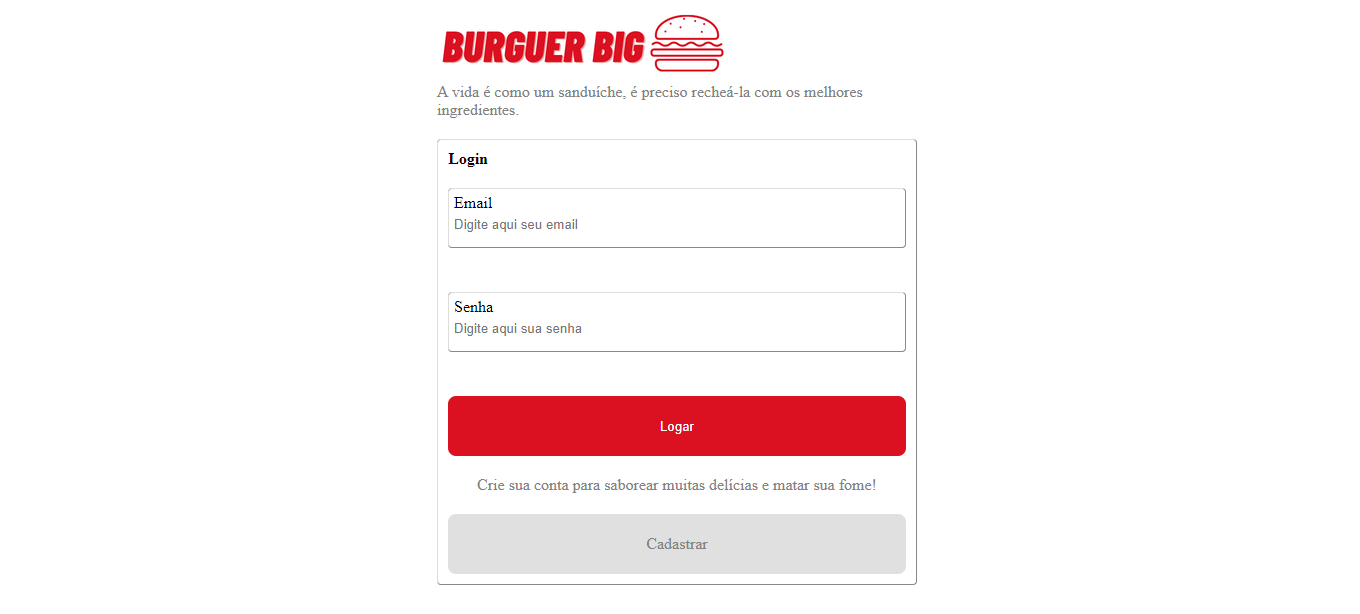 BURGUER BIG
A vida é como um sanduíche, é preciso recheá-la com os melhores
ingredientes.
Login
Email
Digite aqui seu email
Senha
Digite aqui sua senha
Logar
Crie sua conta para saborear muitas delícias e matar sua fome!
Cadastrar